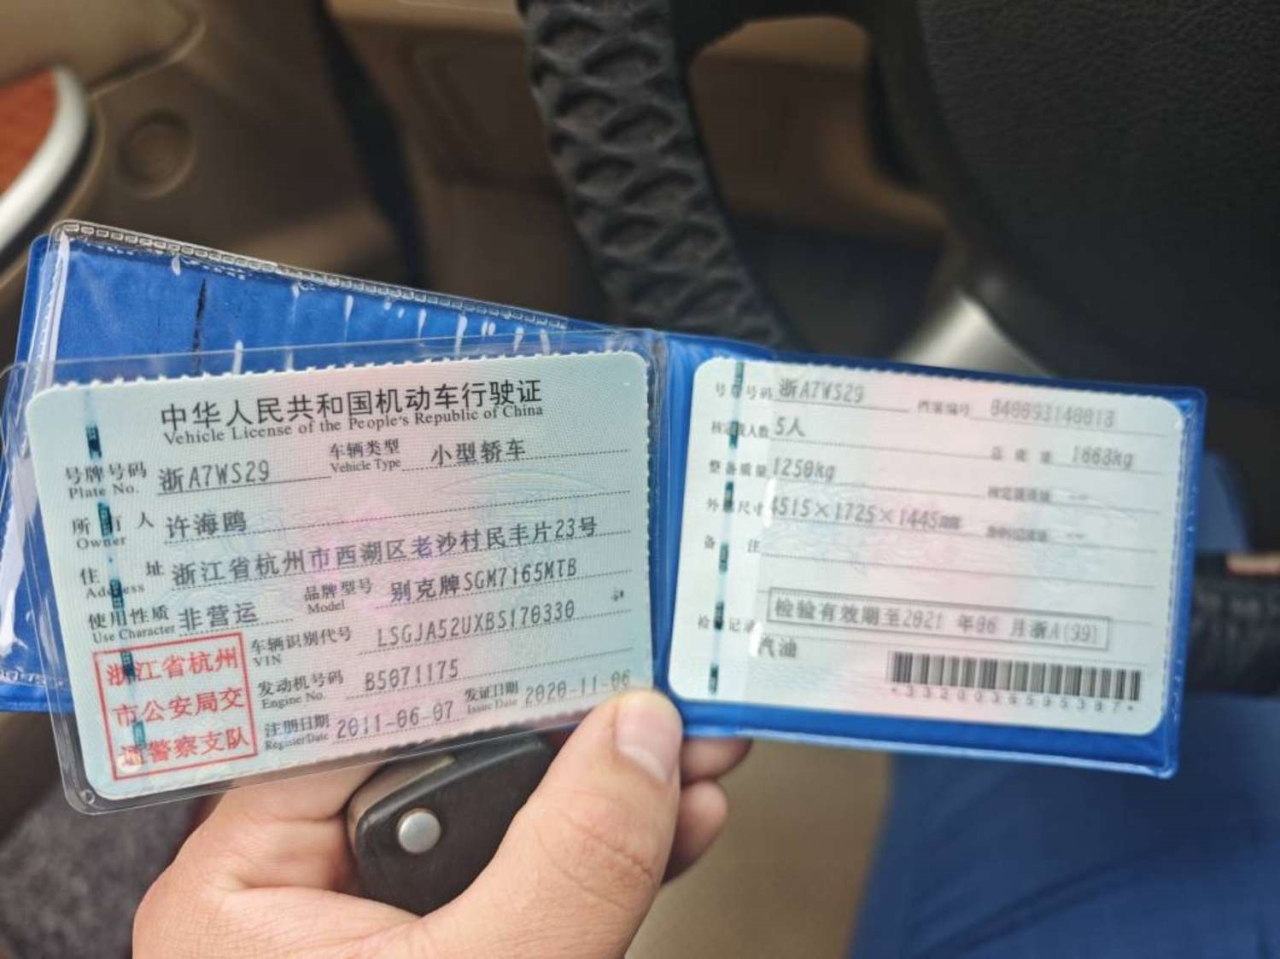 中华人民共和国机动车行驶证
Vehicle License of the People's Republic of China
号牌号码 浙A7WS29 车辆类型 小型轿车
Plate No. Vehicle Type
所有人 许海鸥
Owner
住址 浙江省杭州市西湖区老沙村民丰片23号
Address
使用性质 非营运 品牌型号 别克牌SGM7165MTB
Use Character Model
车辆识别代号 LSGJA52UXBS170330
VIN
发动机号码 B5071175
Engine No.
注册日期 2011-06-07 发证日期 2020-11-06
Register Date Issue Date
浙江省杭州
市公安局交
通警察支队
号牌号码 浙A7WS29 档案编号
核定载人数 5人 总质量 1663kg
整备质量 1250kg 核定载质量 --
外廓尺寸 4515×1725×1445mm --
备注
检验有效期至2021年06月浙A(99)
检验记录
汽油